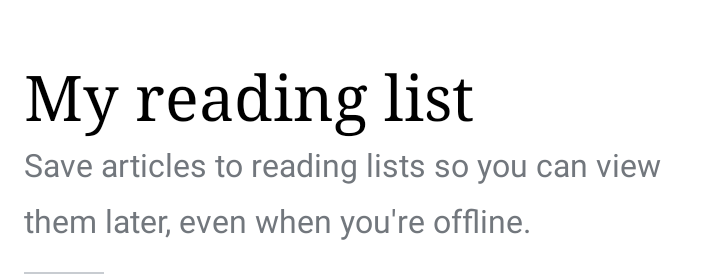 My reading list
Save articles to reading lists so you can view
them later, even when you're offline.